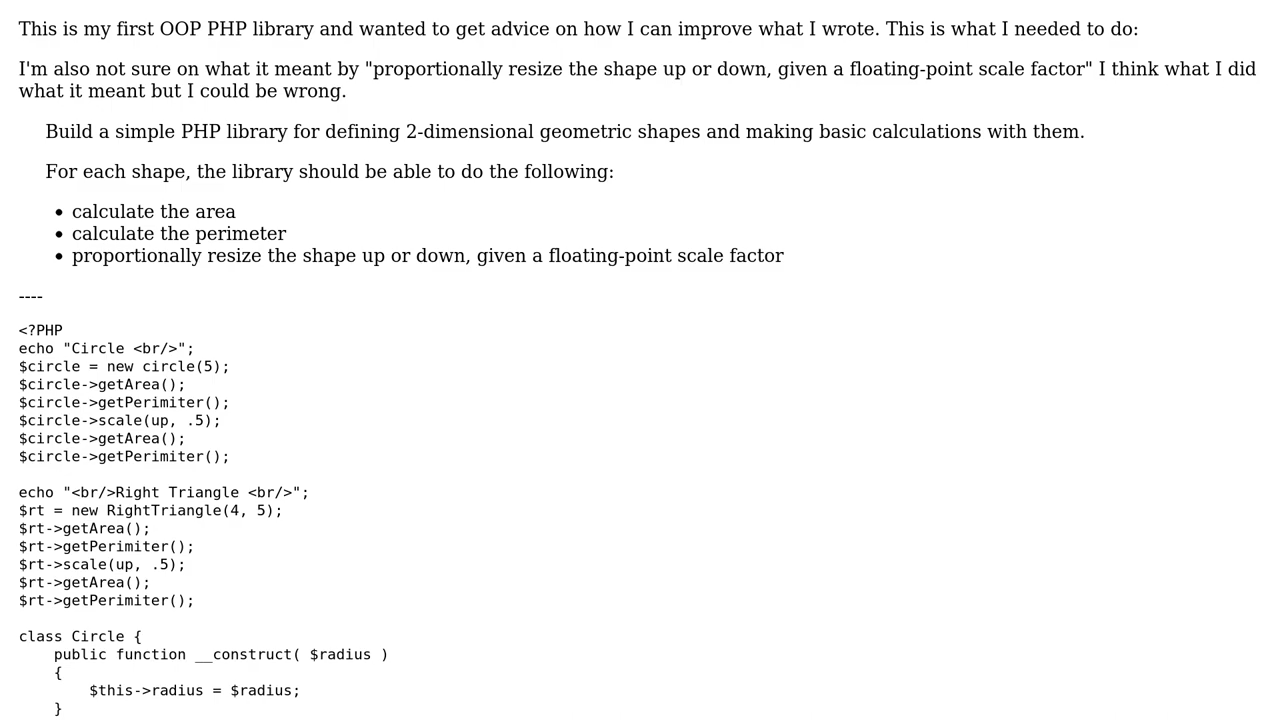 This is my first OOP PHP library and wanted to get advice on how I can improve what I wrote. This is what I needed to do:
I'm also not sure on what it meant by "proportionally resize the shape up or down, given a floating-point scale factor" I think what I did
what it meant but I could be wrong.
Build a simple PHP library for defining 2-dimensional geometric shapes and making basic calculations with them.
For each shape, the library should be able to do the following:
• calculate the area
• calculate the perimeter
• proportionally resize the shape up or down, given a floating-point scale factor
----
<?PHP
echo "Circle <br/>";
$circle = new circle(5);
$circle->getArea();
$circle->getPerimiter();
$circle->scale(up, .5);
$circle->getArea();
$circle->getPerimiter();
echo "<br/>Right Triangle <br/>";
$rt = new RightTriangle(4, 5);
$rt->getArea();
$rt->getPerimiter();
$rt->scale(up, .5);
$rt->getArea();
$rt->getPerimiter();
class Circle {
    public function __construct( $radius )
    {
        $this->radius = $radius;
    }